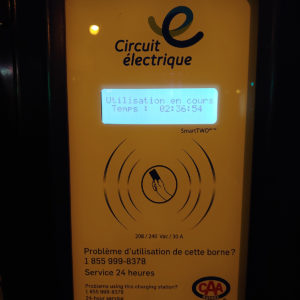 Circuit
électrique
Utilisation en cours
Temps : 02:36:54
SmartTWO
208 / 240 Vac / 30 A
Problème d'utilisation de cette borne ?
1 855 999-8378
Service 24 heures
Problems using this charging station?
1 855 999-8378
24-hour service
CAA